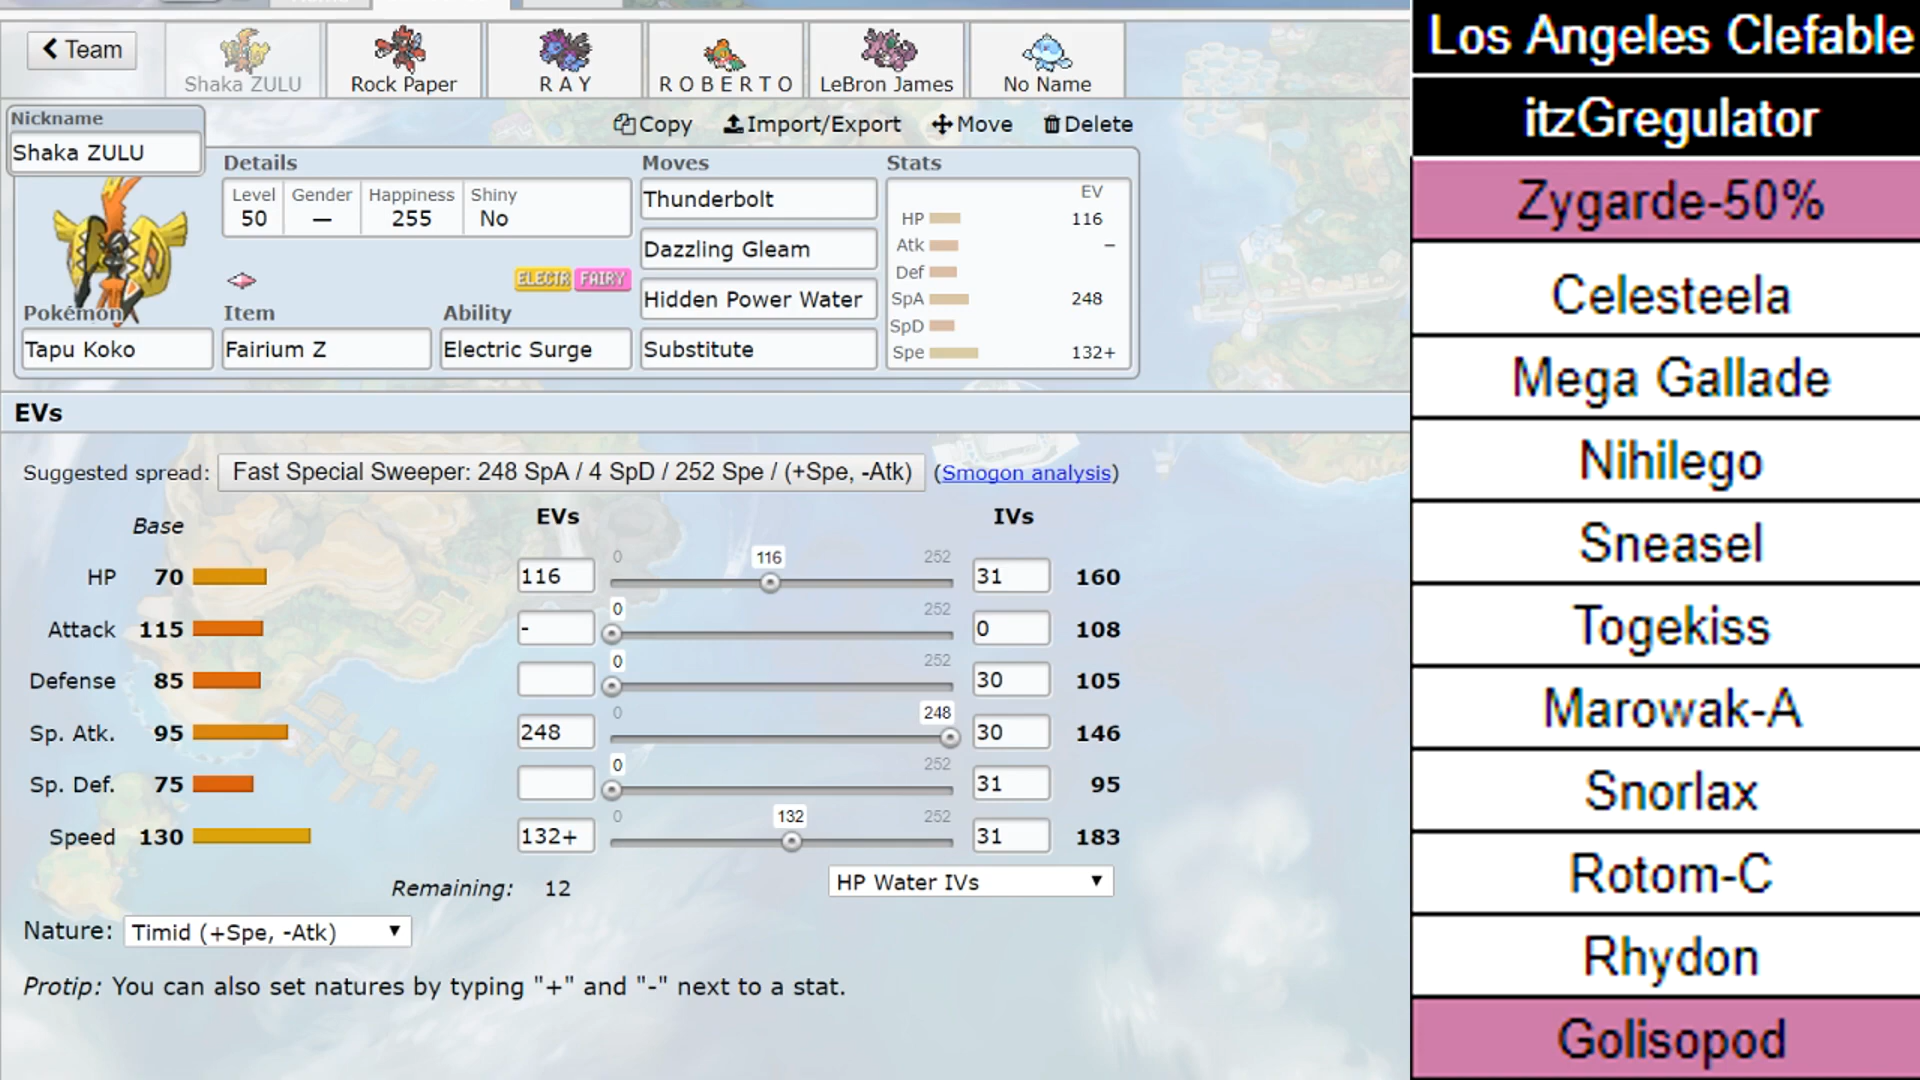 Team
Shaka ZULU
Rock Paper
R A Y
R O B E R T O
LeBron James
No Name
Copy
Import/Export
Move
Delete
Nickname
Shaka ZULU
Details
Level
50
Gender
—
Happiness
255
Shiny
No
ELECTR
FAIRY
Pokémon
Tapu Koko
Item
Fairium Z
Ability
Electric Surge
Moves
Thunderbolt
Dazzling Gleam
Hidden Power Water
Substitute
Stats
EV
HP 116
Atk –
Def
SpA 248
SpD
Spe 132+
EVs
Suggested spread: Fast Special Sweeper: 248 SpA / 4 SpD / 252 Spe / (+Spe, -Atk) (Smogon analysis)
Base EVs IVs
HP 70 116 0 116 252 31 160
Attack 115 - 0 252 0 108
Defense 85 0 252 30 105
Sp. Atk. 95 248 0 248 30 146
Sp. Def. 75 0 252 31 95
Speed 130 132+ 0 132 252 31 183
Remaining: 12
HP Water IVs
Nature: Timid (+Spe, -Atk)
Protip: You can also set natures by typing "+" and "-" next to a stat.
Los Angeles Clefable
itzGregulator
Zygarde-50%
Celesteela
Mega Gallade
Nihilego
Sneasel
Togekiss
Marowak-A
Snorlax
Rotom-C
Rhydon
Golisopod